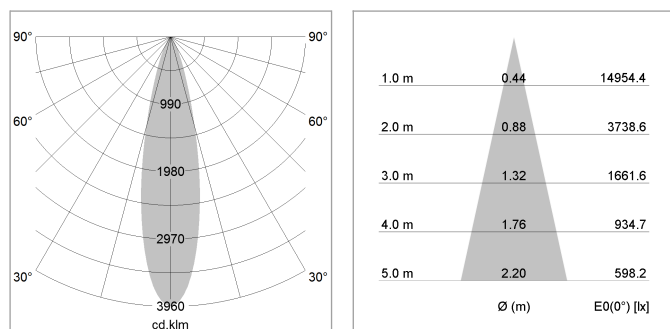 90° 90°
990
60° 60°
1980
2970
30° 30°
3960
cd.klm
1.0 m 0.44 14954.4
2.0 m 0.88 3738.6
3.0 m 1.32 1661.6
4.0 m 1.76 934.7
5.0 m 2.20 598.2
Ø (m) E0(0°) [lx]